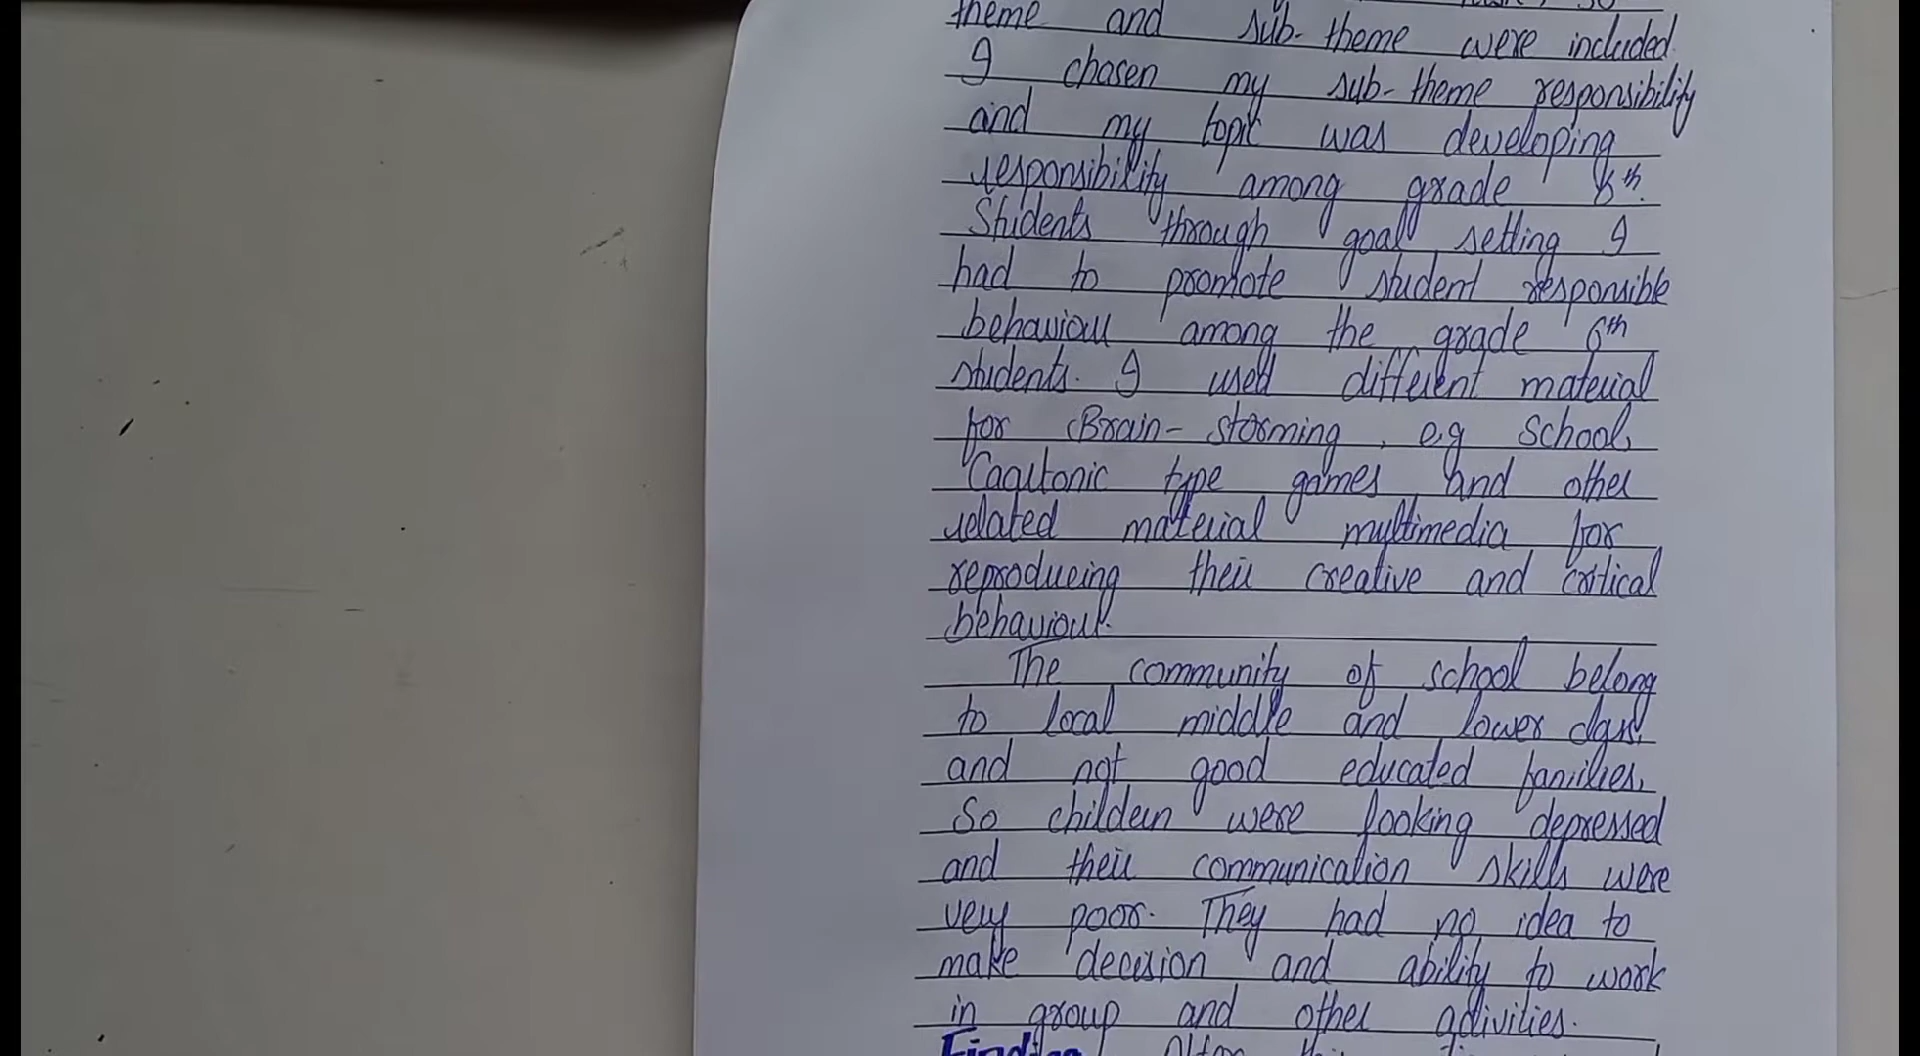 theme and sub-theme were included.
I chosen my sub-theme responsibility
and my topic was developing
responsibility among grade 6th.
Students through goal setting I
had to promote student responsible
behaviour among the grade 6th
students. I used different material
for Brain-storming, e.g School,
Caqutonic type games and other
related material multimedia for
reproducing their creative and critical
behaviour.
The community of school belong
to local middle and lower class
and not good educated families.
So children were looking depressed
and their communication skills were
very poor. They had no idea to
make decision and ability to work
in group and other activities.